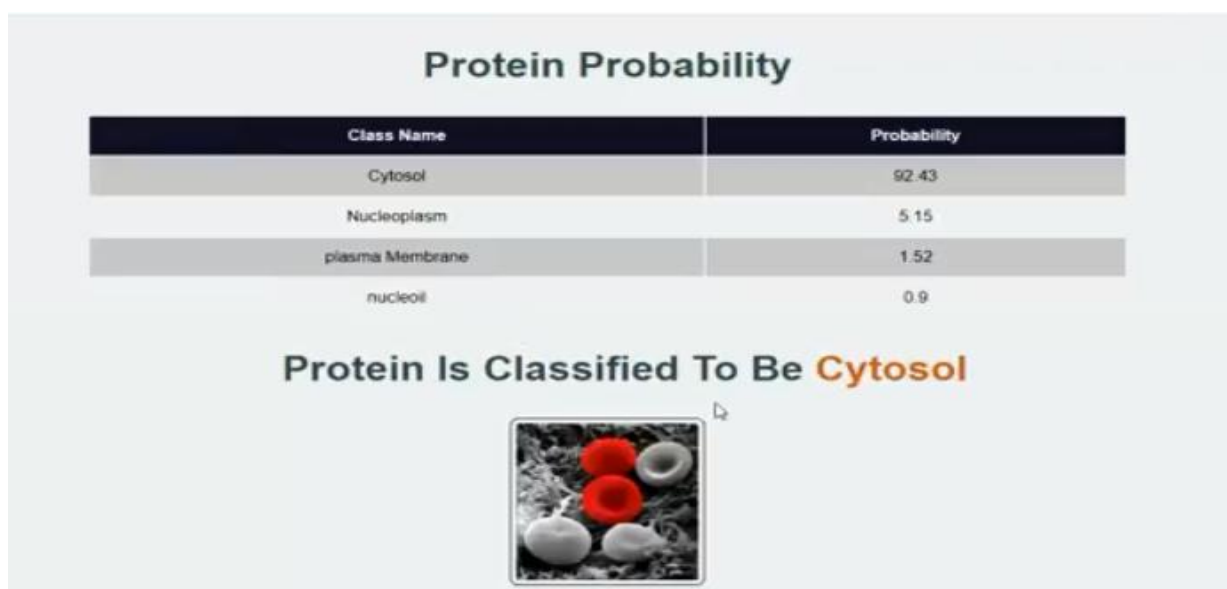 Protein Probability
Class Name Probability
Cytosol 92.43
Nucleoplasm 5.15
plasma Membrane 1.52
nucleoil 0.9
Protein Is Classified To Be Cytosol